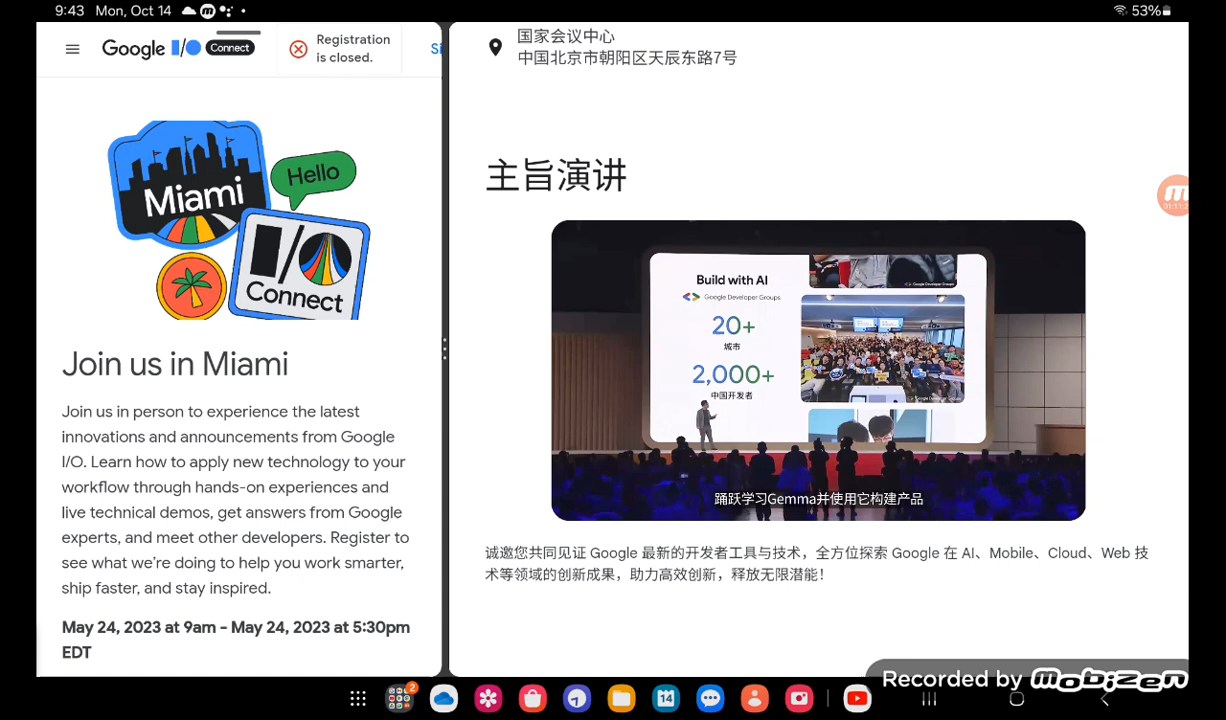 9:43 Mon, Oct 14
53%
Google I/O Connect
Registration
is closed.
Si
Miami
Hello
I/O
Connect
Join us in Miami
Join us in person to experience the latest
innovations and announcements from Google
I/O. Learn how to apply new technology to your
workflow through hands-on experiences and
live technical demos, get answers from Google
experts, and meet other developers. Register to
see what we're doing to help you work smarter,
ship faster, and stay inspired.
May 24, 2023 at 9am - May 24, 2023 at 5:30pm
EDT
国家会议中心
中国北京市朝阳区天辰东路7号
主旨演讲
Build with AI
Google Developer Groups
20+
城市
2,000+
中国开发者
踊跃学习Gemma并使用它构建产品
诚邀您共同见证 Google 最新的开发者工具与技术，全方位探索 Google 在 AI、Mobile、Cloud、Web 技
术等领域的创新成果，助力高效创新，释放无限潜能！
2
14
Recorded by mobizen